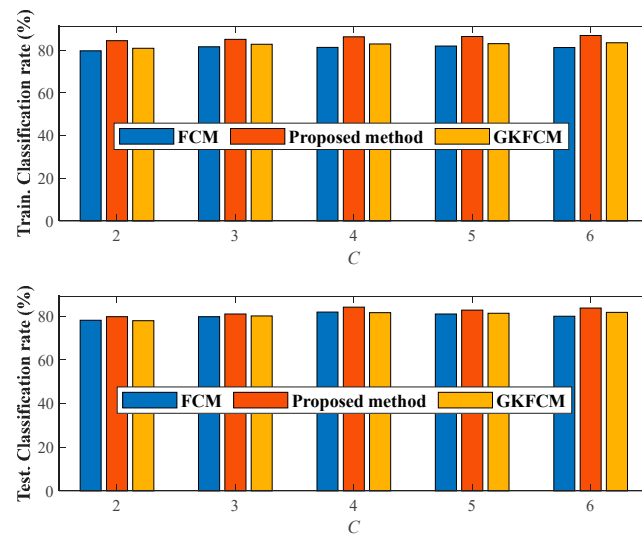 Train. Classification rate (%)
80
60
40
20
0
FCM Proposed method GKFCM
2 3 4 5 6
C
Test. Classification rate (%)
80
60
40
20
0
FCM Proposed method GKFCM
2 3 4 5 6
C